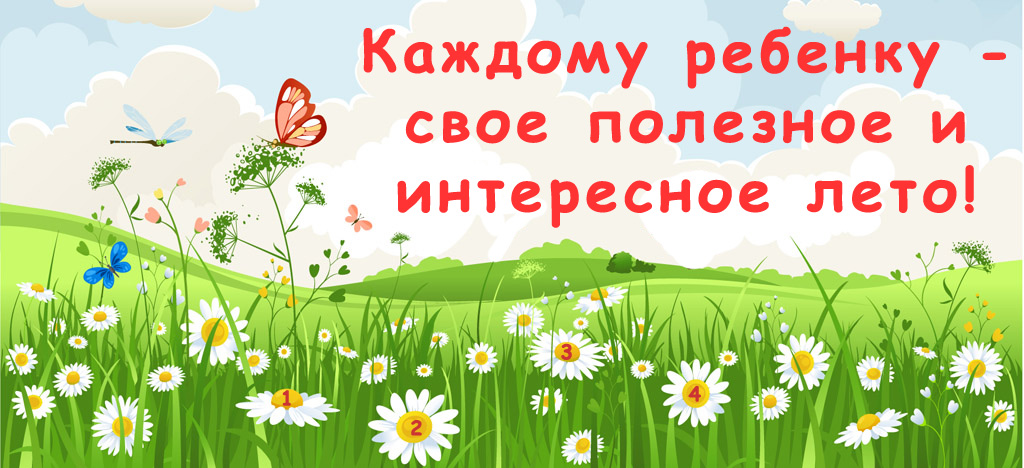 Каждому ребенку -
свое полезное и
интересное лето!
1
2
3
4